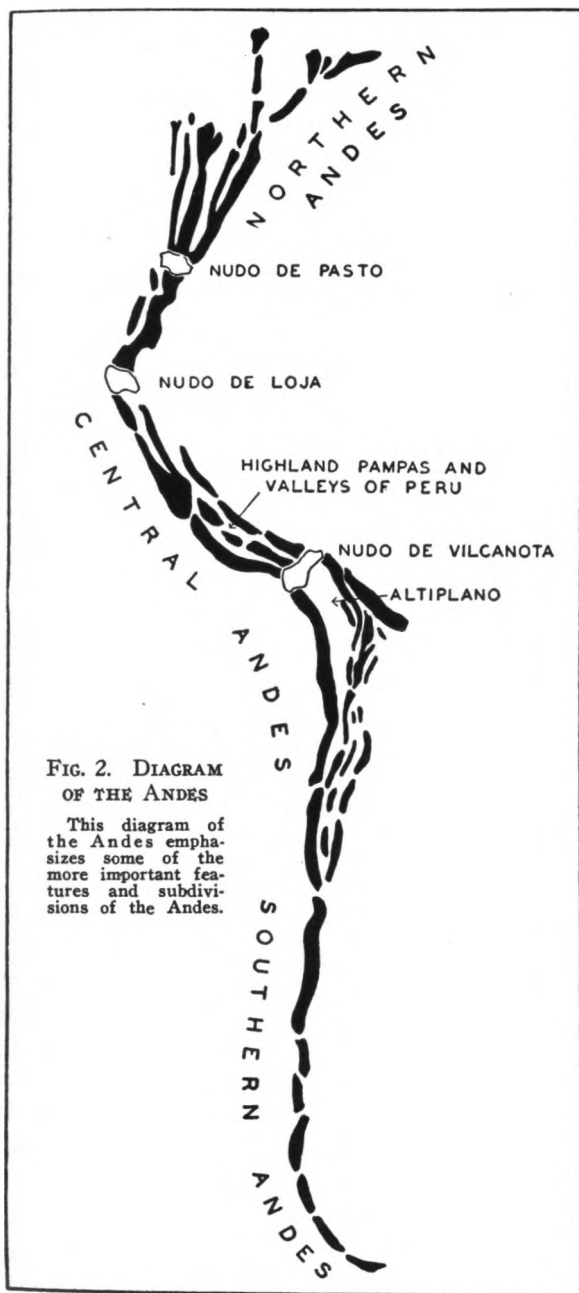 NORTHERN
ANDES
NUDO DE PASTO
NUDO DE LOJA
CENTRAL ANDES
HIGHLAND PAMPAS AND
VALLEYS OF PERU
NUDO DE VILCANOTA
ALTIPLANO
FIG. 2. DIAGRAM
OF THE ANDES
This diagram of
the Andes empha-
sizes some of the
more important fea-
tures and subdivi-
sions of the Andes.
SOUTHERN ANDES